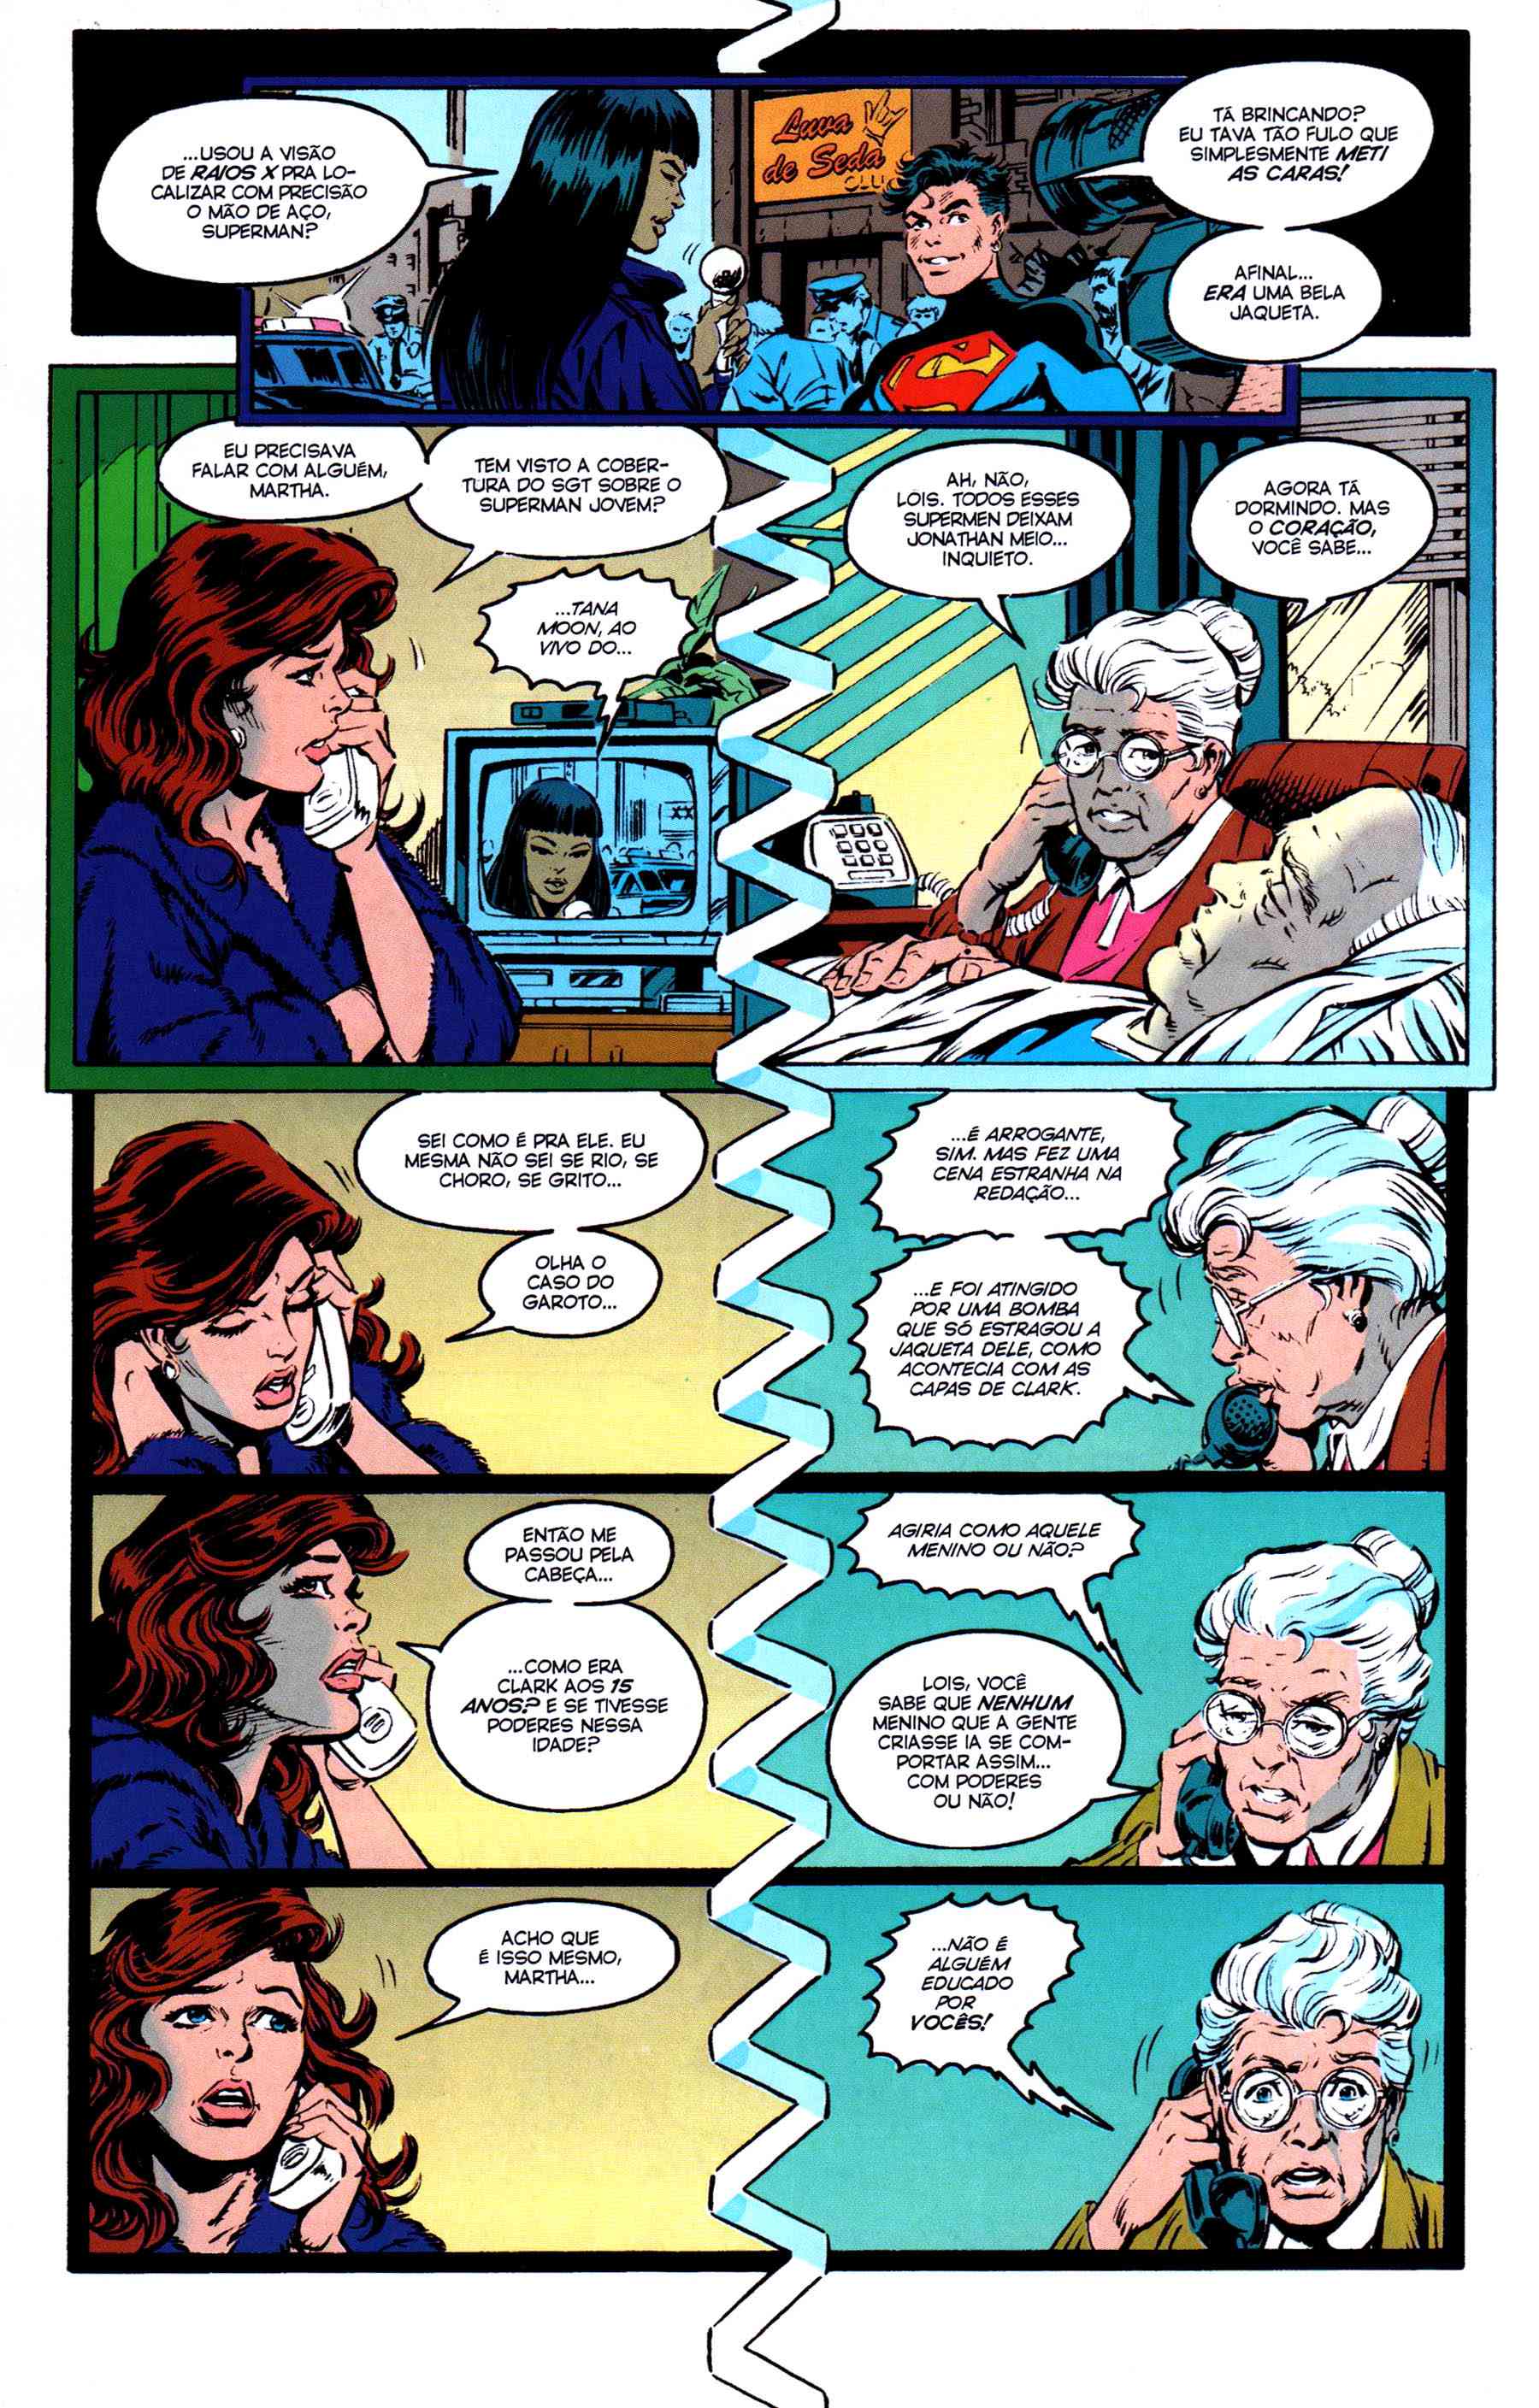 ...USOU A VISÃO
DE RAIOS X PRA LO-
CALIZAR COM PRECISÃO
O MÃO DE AÇO,
SUPERMAN?
Luva
de Seda
CLU
TÁ BRINCANDO?
EU TAVA TÃO FULO QUE
SIMPLESMENTE METI
AS CARAS!
AFINAL...
ERA UMA BELA
JAQUETA.
EU PRECISAVA
FALAR COM ALGUÉM,
MARTHA.
TEM VISTO A COBER-
TURA DO SGT SOBRE O
SUPERMAN JOVEM?
...TANA
MOON, AO
VIVO DO...
AH, NÃO,
LOIS. TODOS ESSES
SUPERMEN DEIXAM
JONATHAN MEIO...
INQUIETO.
AGORA TÁ
DORMINDO. MAS
O CORAÇÃO,
VOCÊ SABE...
SEI COMO É PRA ELE. EU
MESMA NÃO SEI SE RIO, SE
CHORO, SE GRITO...
OLHA O
CASO DO
GAROTO...
...É ARROGANTE,
SIM. MAS FEZ UMA
CENA ESTRANHA NA
REDAÇÃO...
...E FOI ATINGIDO
POR UMA BOMBA
QUE SÓ ESTRAGOU A
JAQUETA DELE, COMO
ACONTECIA COM AS
CAPAS DE CLARK.
ENTÃO ME
PASSOU PELA
CABEÇA...
...COMO ERA
CLARK AOS 15
ANOS? E SE TIVESSE
PODERES NESSA
IDADE?
AGIRIA COMO AQUELE
MENINO OU NÃO?
LOIS, VOCÊ
SABE QUE NENHUM
MENINO QUE A GENTE
CRIASSE IA SE COM-
PORTAR ASSIM...
COM PODERES
OU NÃO!
ACHO QUE
É ISSO MESMO,
MARTHA...
...NÃO É
ALGUÉM
EDUCADO
POR
VOCÊS!